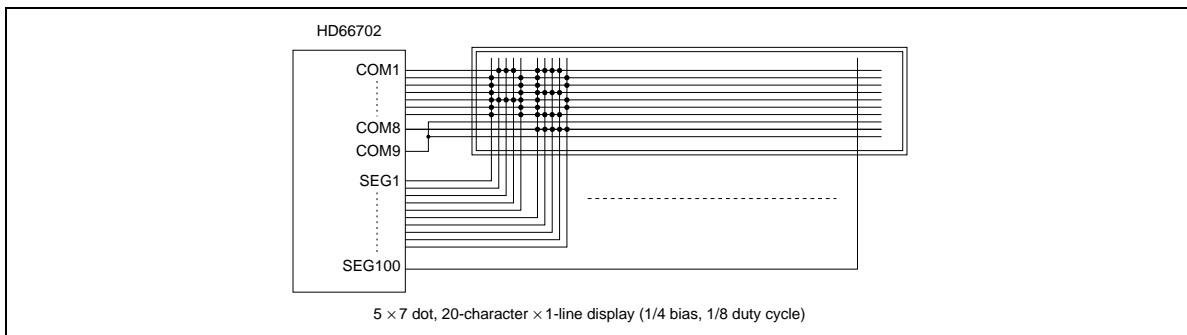 HD66702
COM1
COM8
COM9
SEG1
SEG100
5 × 7 dot, 20-character × 1-line display (1/4 bias, 1/8 duty cycle)